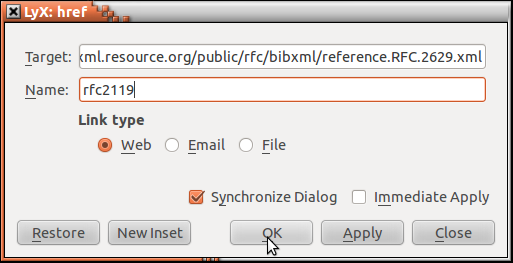 LyX: href
Target: xml.resource.org/public/rfc/bibxml/reference.RFC.2629.xml
Name: rfc2119
Link type
Web Email File
Synchronize Dialog Immediate Apply
Restore New Inset OK Apply Close